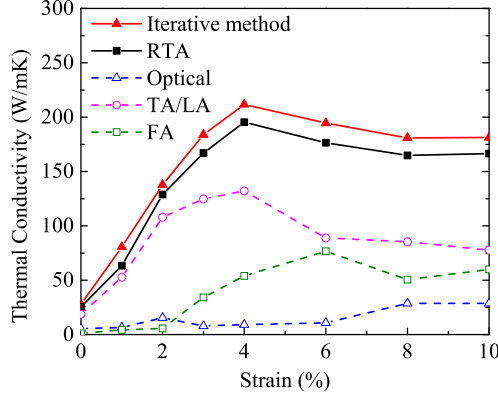 300
250
200
150
100
50
0
Thermal Conductivity (W/mK)
Iterative method
RTA
Optical
TA/LA
FA
0 2 4 6 8 10
Strain (%)